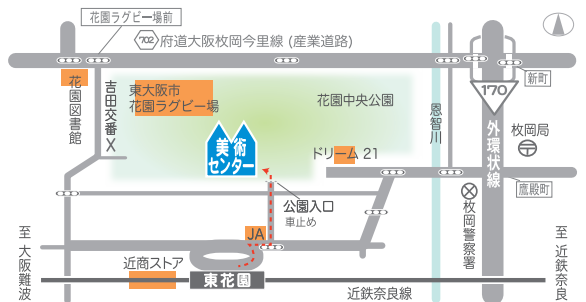 花園ラグビー場前
702 府道大阪枚岡今里線 (産業道路)
新町
170
花園図書館
吉田交番
東大阪市
花園ラグビー場
花園中央公園
恩智川
外環状線
枚岡局
美術
センター
ドリーム 21
鷹殿町
公園入口
車止め
枚岡警察署
JA
至大阪難波
近商ストア
東花園
近鉄奈良線
至近鉄奈良